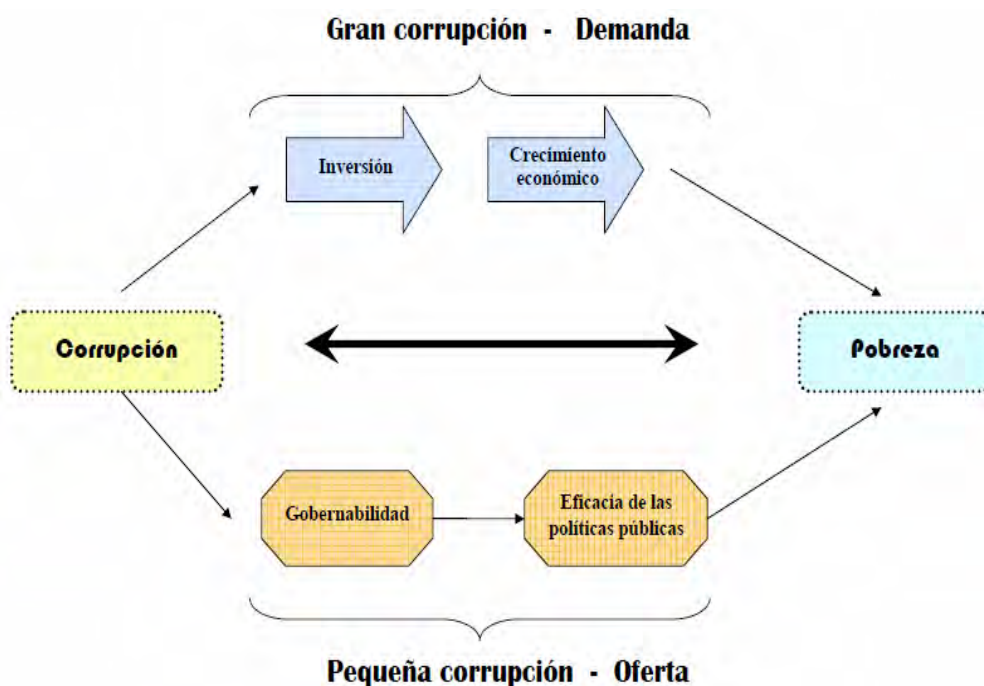 Gran corrupción - Demanda
Inversión
Crecimiento
económico
Corrupción
Pobreza
Gobernabilidad
Eficacia de las
políticas públicas
Pequeña corrupción - Oferta